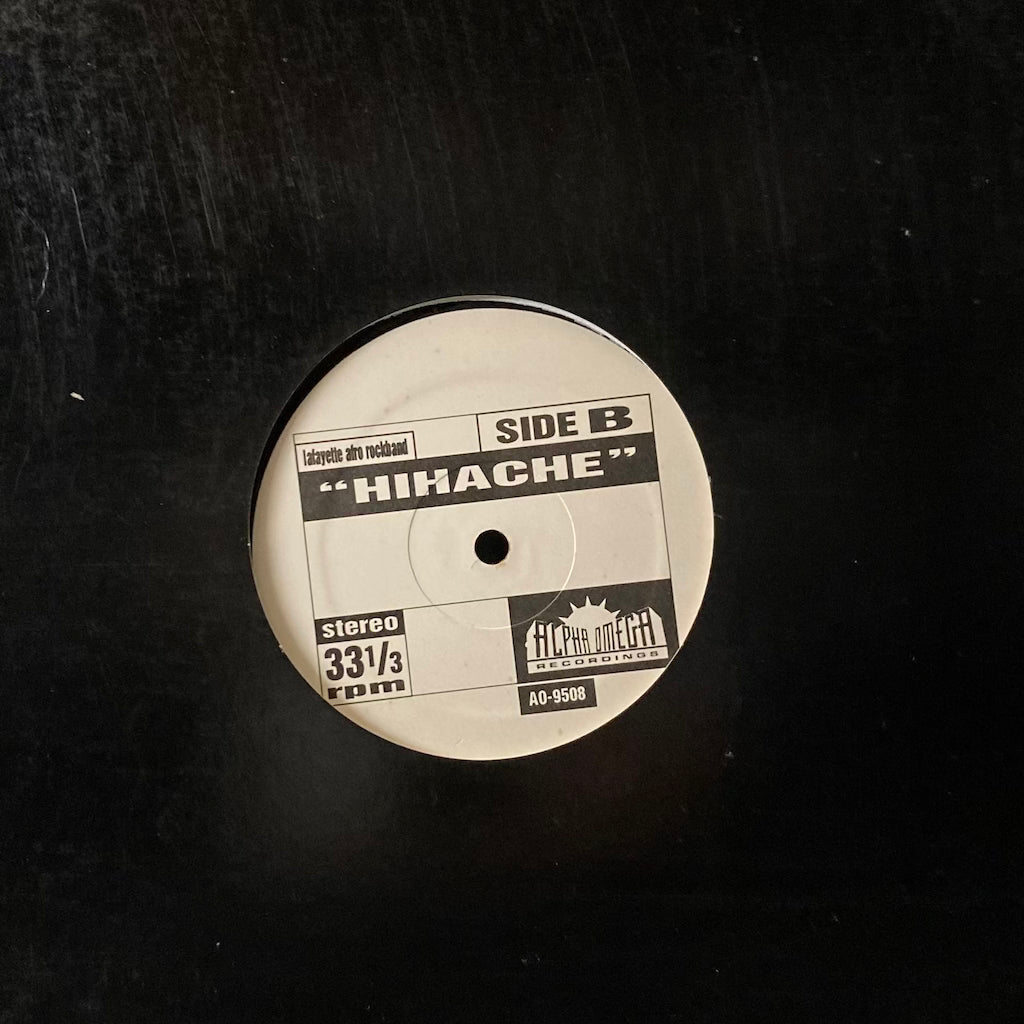 lafayette afro rockband
SIDE B
“HIHACHE”
stereo
33 1/3
rpm
ALPHA OMEGA
RECORDINGS
AO-9508